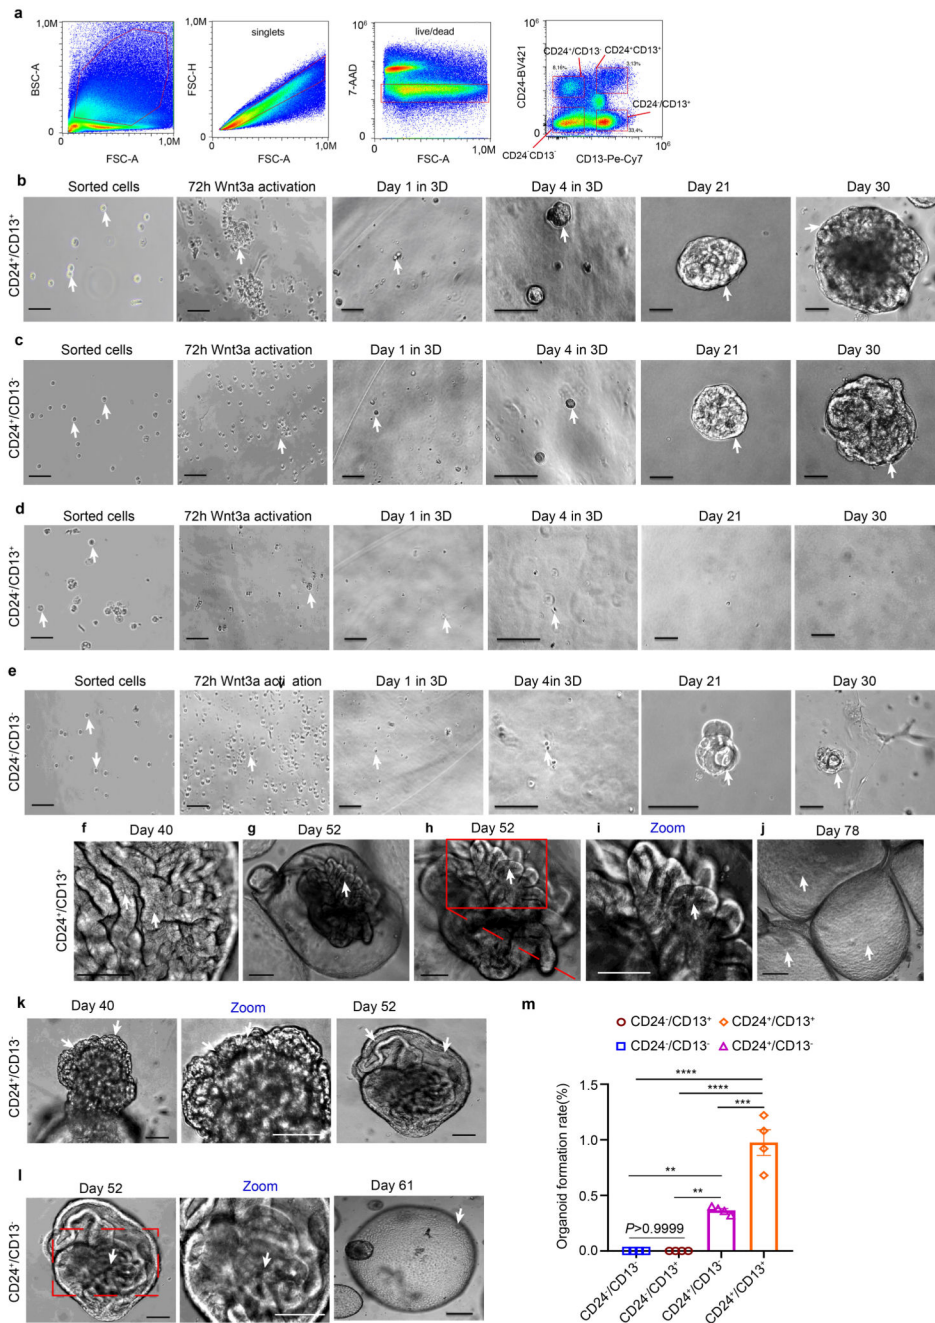 a
1,0M
BSC-A
0
0
1,0M
FSC-A
1,0M
singlets
FSC-H
0
0
1,0M
FSC-A
10⁶
live/dead
7-AAD
0
0
1,0M
FSC-A
10⁶
CD24⁺/CD13⁻
CD24⁺CD13⁺
CD24-BV421
3,13%
CD24⁻/CD13⁺
33,4%
0
0
10⁶
CD24⁻CD13⁻
CD13-Pe-Cy7
b
Sorted cells
72h Wnt3a activation
Day 1 in 3D
Day 4 in 3D
Day 21
Day 30
CD24⁺/CD13⁺
c
Sorted cells
72h Wnt3a activation
Day 1 in 3D
Day 4 in 3D
Day 21
Day 30
CD24⁺/CD13⁻
d
Sorted cells
72h Wnt3a activation
Day 1 in 3D
Day 4 in 3D
Day 21
Day 30
CD24⁻/CD13⁺
e
Sorted cells
72h Wnt3a acti ation
Day 1 in 3D
Day 4in 3D
Day 21
Day 30
CD24⁻/CD13⁻
f
Day 40
g
Day 52
h
Day 52
i
Zoom
j
Day 78
CD24⁺/CD13⁺
k
Day 40
Zoom
Day 52
CD24⁺/CD13⁻
l
Day 52
Zoom
Day 61
CD24⁺/CD13⁻
m
CD24⁻/CD13⁺
CD24⁺/CD13⁺
CD24⁻/CD13⁻
CD24⁺/CD13⁻
Organoid formation rate(%)
1.5
1.0
0.5
0.0
****
****
***
**
**
P>0.9999
CD24⁻/CD13⁻
CD24⁻/CD13⁺
CD24⁺/CD13⁻
CD24⁺/CD13⁺